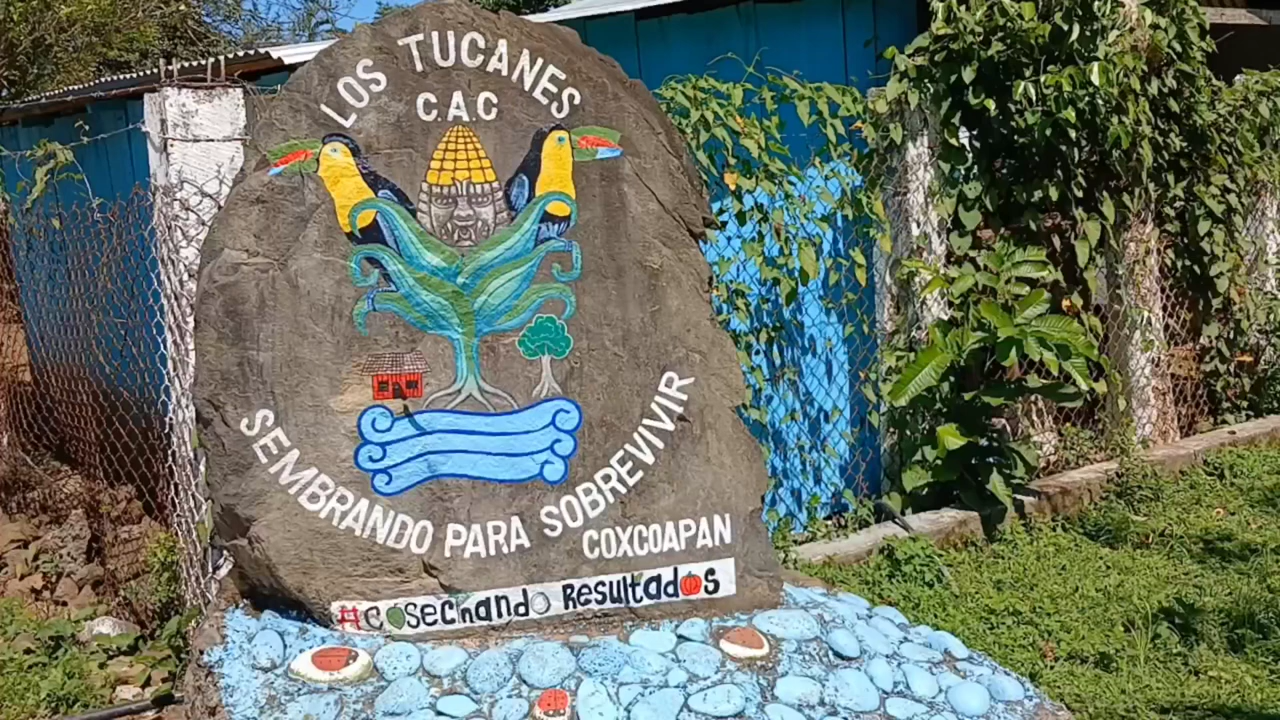 LOS TUCANES
C.A.C
SEMBRANDO PARA SOBREVIVIR
COXCOAPAN
#COSECHANDO RESULTADOS